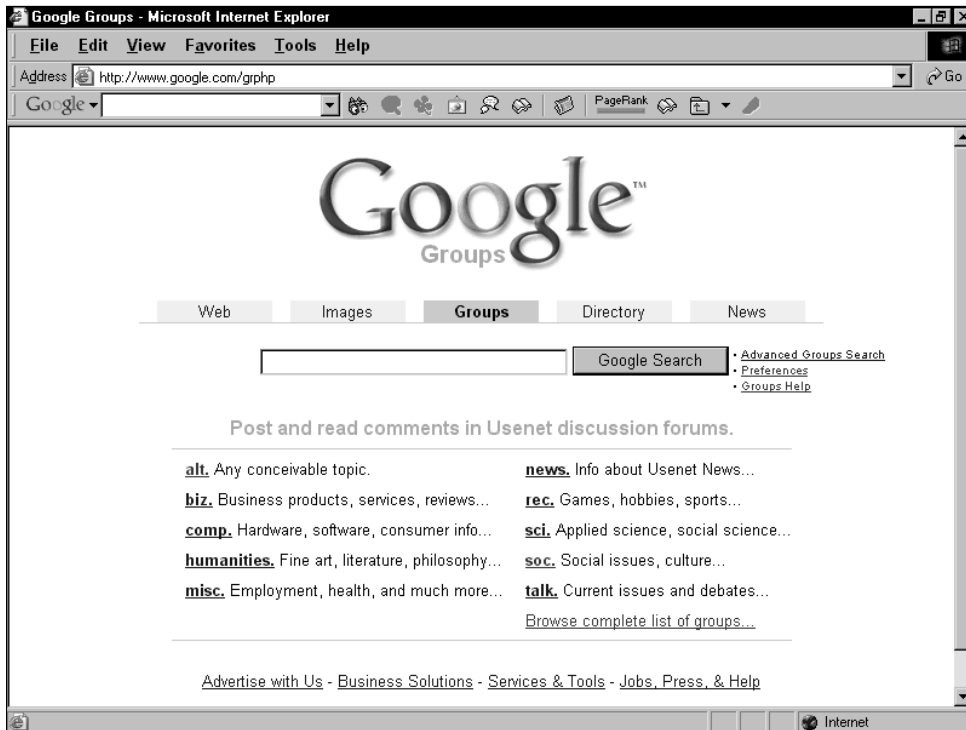 Google Groups - Microsoft Internet Explorer
File Edit View Favorites Tools Help
Address http://www.google.com/grphp Go
Google PageRank
Google™
Groups
Web Images Groups Directory News
Google Search
• Advanced Groups Search
• Preferences
• Groups Help
Post and read comments in Usenet discussion forums.
alt. Any conceivable topic. news. Info about Usenet News...
biz. Business products, services, reviews... rec. Games, hobbies, sports...
comp. Hardware, software, consumer info... sci. Applied science, social science...
humanities. Fine art, literature, philosophy... soc. Social issues, culture...
misc. Employment, health, and much more... talk. Current issues and debates...
Browse complete list of groups...
Advertise with Us - Business Solutions - Services & Tools - Jobs, Press, & Help
Internet